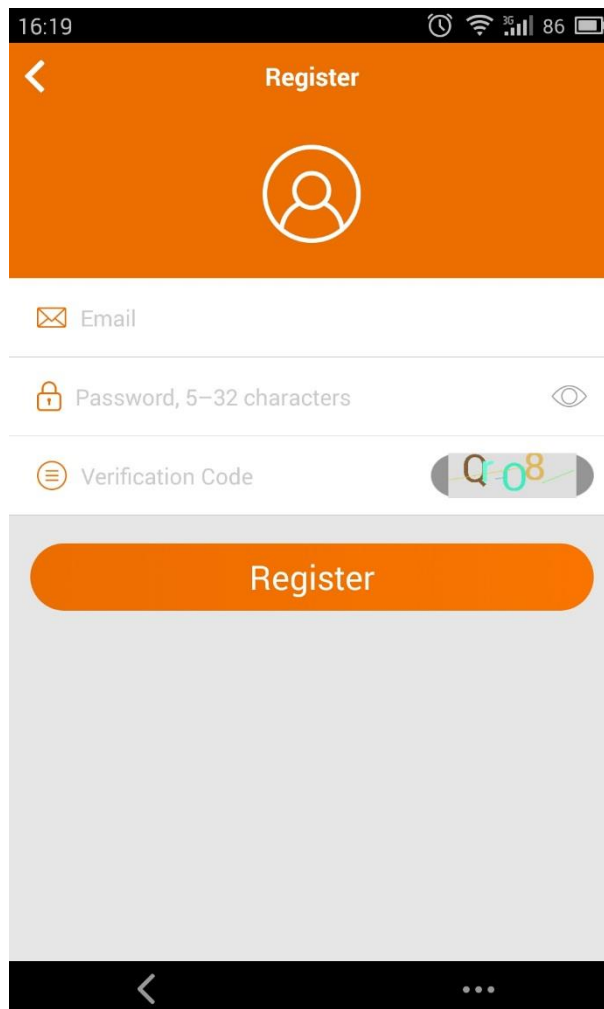 16:19 3G 86
Register
Email
Password, 5–32 characters
Verification Code
Register